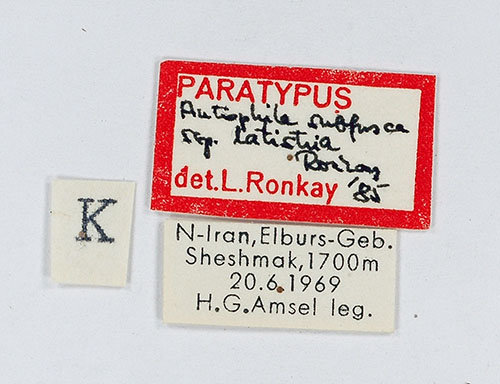 PARATYPUS
Autophila subfusca
ssp. latistria
Ronkay
det.L.Ronkay '85
K
N-Iran,Elburs-Geb.
Sheshmak,1700m
20.6.1969
H.G.Amsel leg.